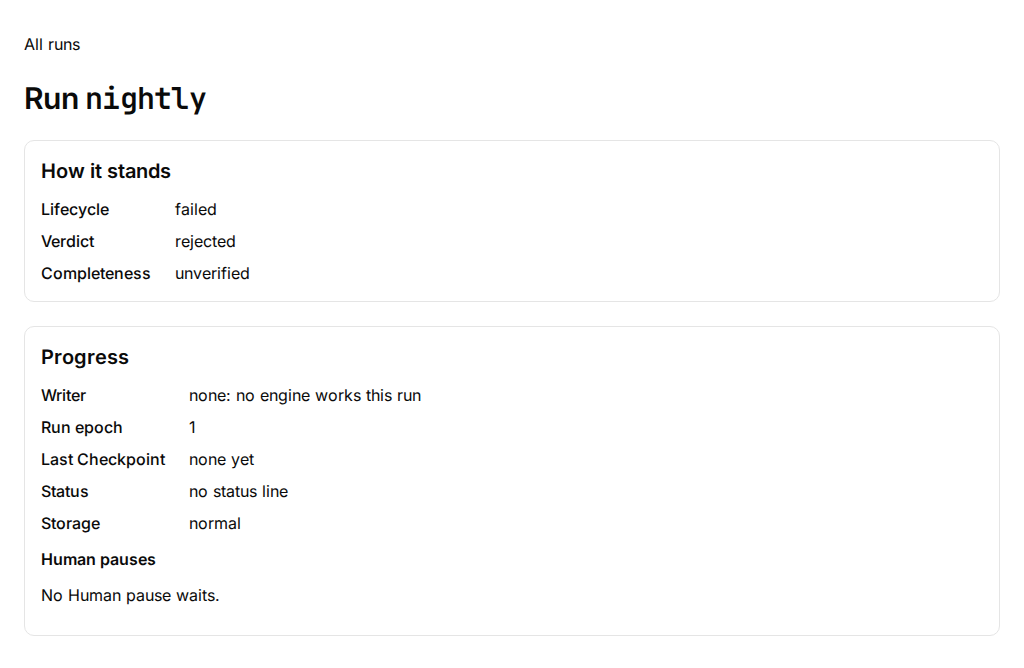 All runs
Run nightly
How it stands
Lifecycle failed
Verdict rejected
Completeness unverified
Progress
Writer none: no engine works this run
Run epoch 1
Last Checkpoint none yet
Status no status line
Storage normal
Human pauses
No Human pause waits.